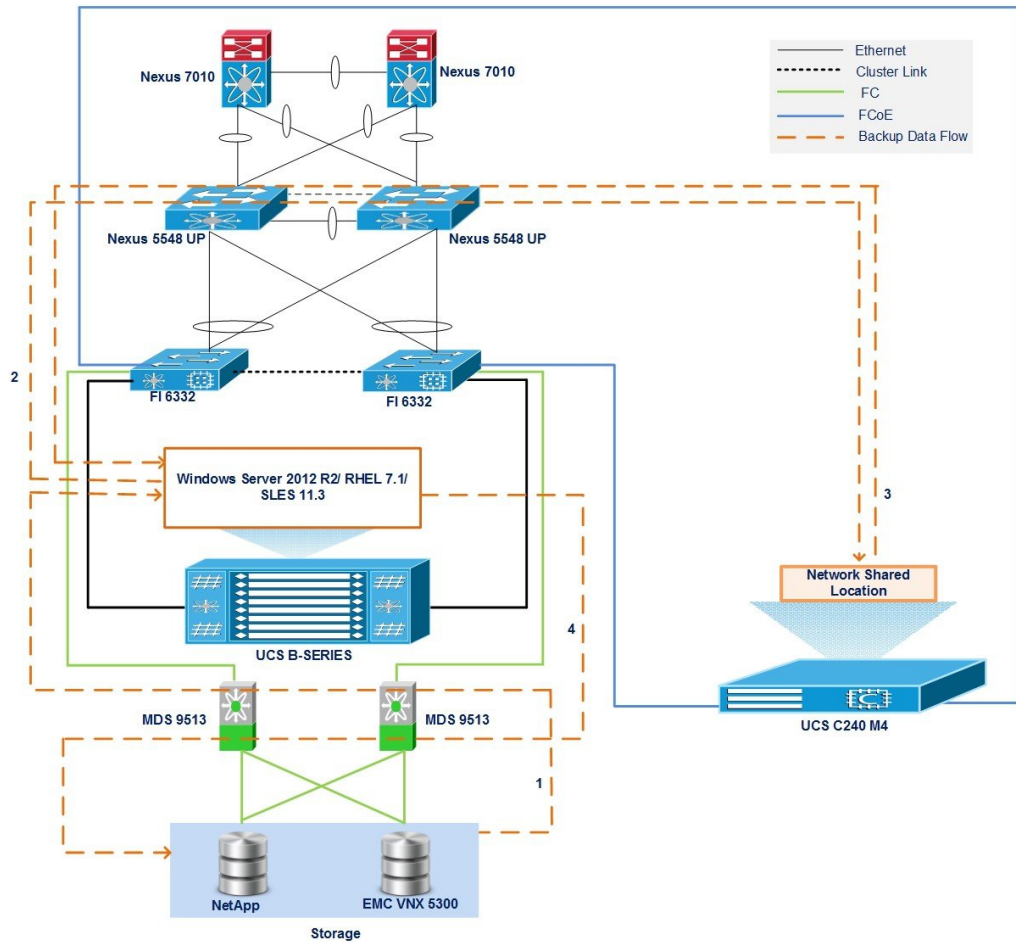 Nexus 7010
Nexus 7010
Ethernet
Cluster Link
FC
FCoE
Backup Data Flow
Nexus 5548 UP
Nexus 5548 UP
2
FI 6332
FI 6332
Windows Server 2012 R2/ RHEL 7.1/
SLES 11.3
3
Network Shared
Location
4
UCS B-SERIES
MDS 9513
MDS 9513
UCS C240 M4
1
NetApp
EMC VNX 5300
Storage